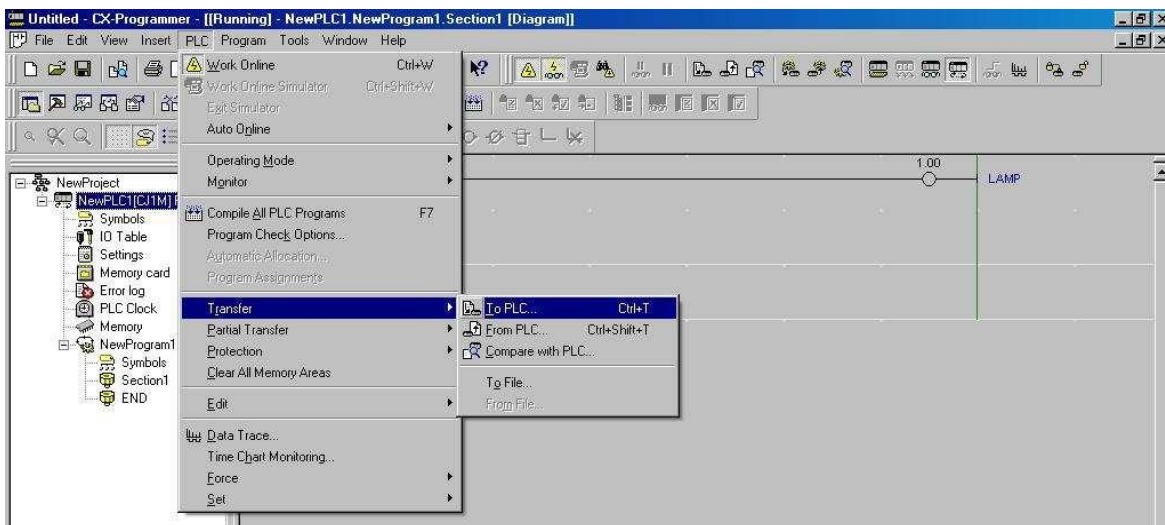 Untitled - CX-Programmer - [[Running] - NewPLC1.NewProgram1.Section1 [Diagram]]
File Edit View Insert PLC Program Tools Window Help
Work Online Ctrl+W
Work Online Simulator Ctrl+Shift+W
Exit Simulator
Auto Online
Operating Mode
Monitor
Compile All PLC Programs F7
Program Check Options...
Automatic Allocation...
Program Assignments
Transfer
Partial Transfer
Protection
Clear All Memory Areas
Edit
Data Trace...
Time Chart Monitoring...
Force
Set
To PLC... Ctrl+T
From PLC... Ctrl+Shift+T
Compare with PLC...
To File...
From File...
NewProject
NewPLC1[CJ1M]
Symbols
IO Table
Settings
Memory card
Error log
PLC Clock
Memory
NewProgram1
Symbols
Section1
END
1.00
LAMP